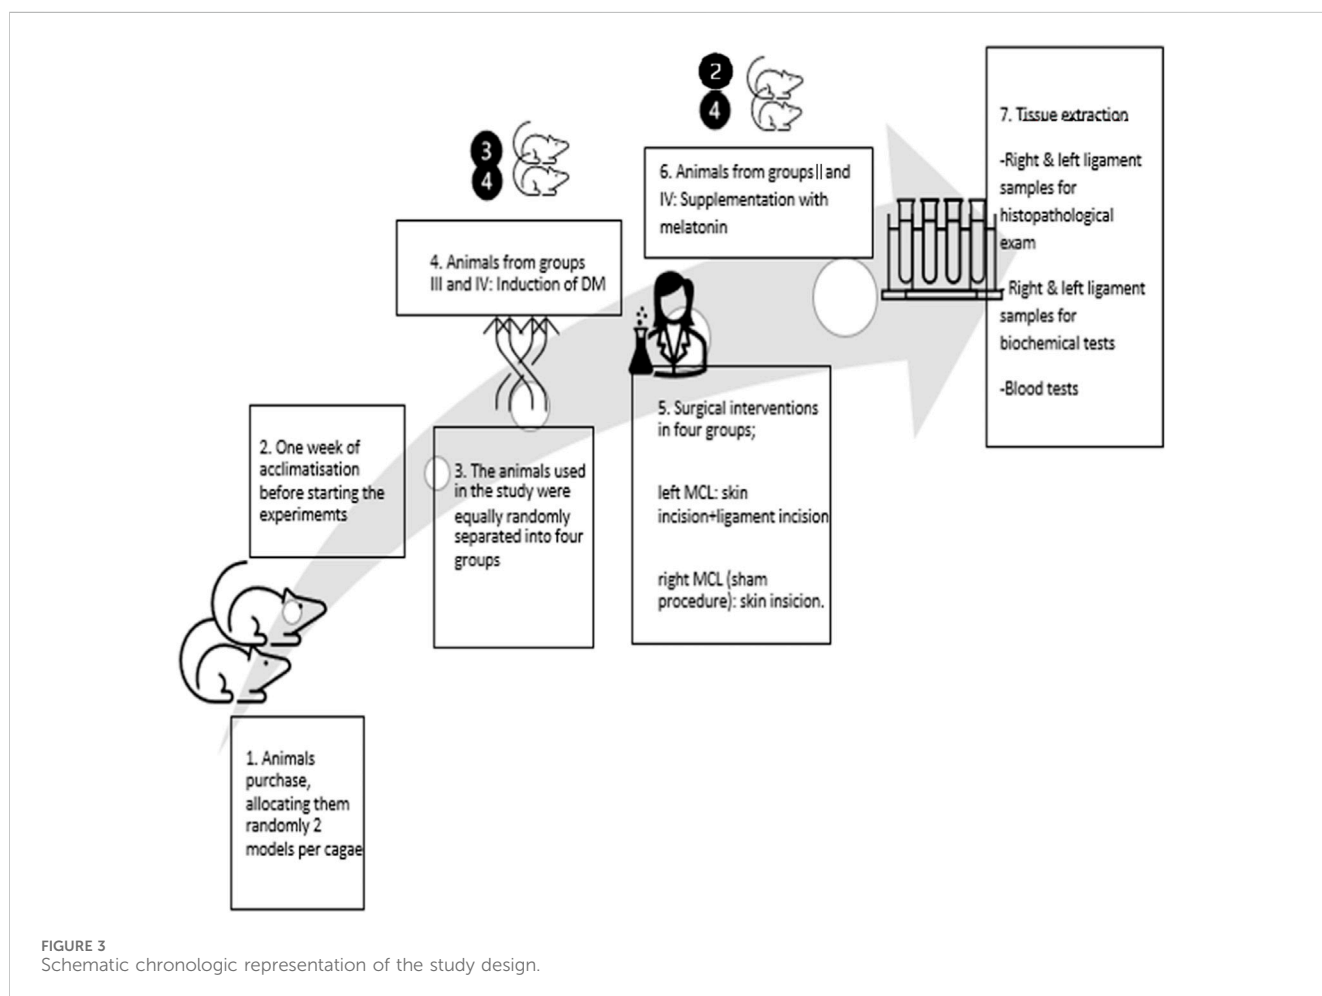 1. Animals
purchase,
allocating them
randomly 2
models per cagae
2. One week of
acclimatisation
before starting the
experimemts
3. The animals used
in the study were
equally randomly
separated into four
groups
3
4
4. Animals from groups
III and IV: Induction of DM
5. Surgical interventions
in four groups;
left MCL: skin
incision+ligament incision
right MCL (sham
procedure): skin insicion.
2
4
6. Animals from groups II and
IV: Supplementation with
melatonin
7. Tissue extraction
-Right & left ligament
samples for
histopathological
exam
Right & left ligament
samples for
biochemical tests
-Blood tests
FIGURE 3
Schematic chronologic representation of the study design.